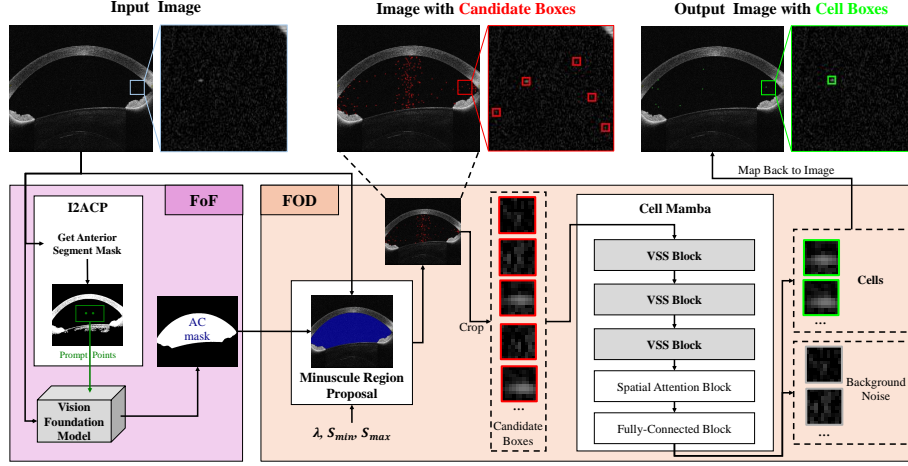 Input Image
Image with Candidate Boxes
Output Image with Cell Boxes
Map Back to Image
I2ACP
FoF
FOD
Get Anterior
Segment Mask
Prompt Points
Vision
Foundation
Model
AC
mask
Minuscule Region
Proposal
λ, Smin, Smax
Crop
...
Candidate
Boxes
Cell Mamba
VSS Block
VSS Block
VSS Block
Spatial Attention Block
Fully-Connected Block
Cells
...
Background
Noise
...